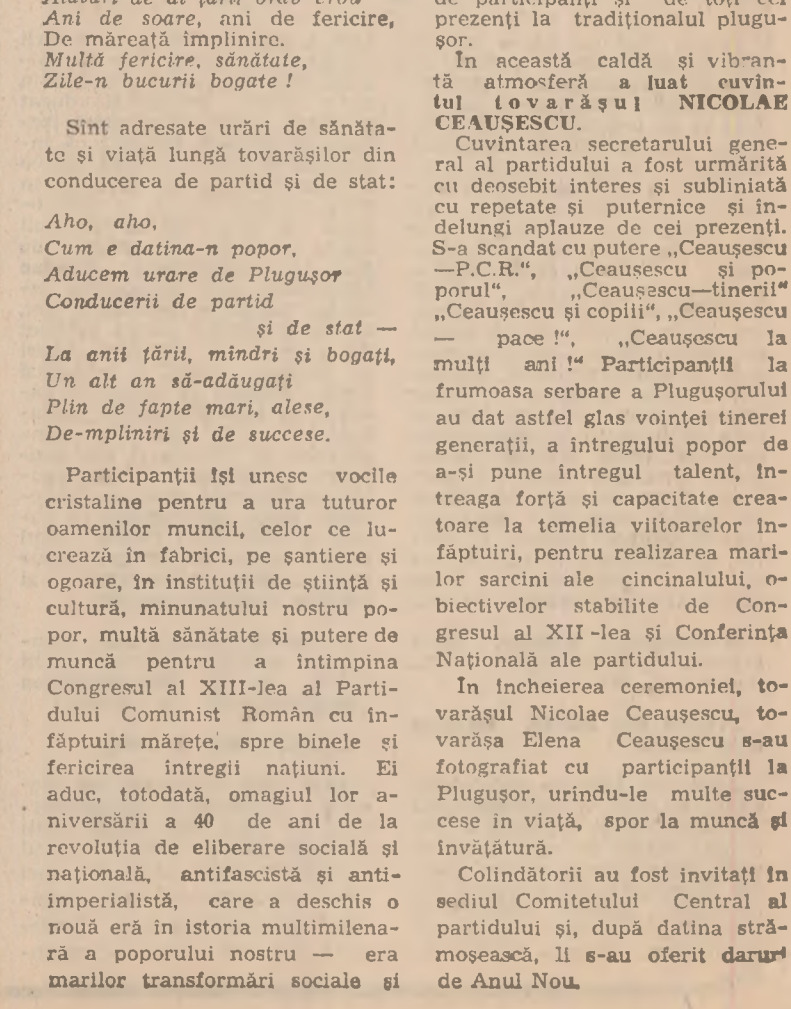 Ani de soare, ani de fericire,
De măreață împlinire.
Multă fericire, sănătate,
Zile-n bucurii bogate !
Sînt adresate urări de sănăta-
te și viață lungă tovarășilor din
conducerea de partid și de stat:
Aho, aho,
Cum e datina-n popor,
Aducem urare de Plugușor
Conducerii de partid
și de stat —
La anii țării, mîndri și bogați,
Un alt an să-adăugați
Plin de fapte mari, alese,
De-mpliniri și de succese.
Participanții își unesc vocile
cristaline pentru a ura tuturor
oamenilor muncii, celor ce lu-
crează în fabrici, pe șantiere și
ogoare, în instituții de știință și
cultură, minunatului nostru po-
por, multă sănătate și putere de
muncă pentru a întîmpina
Congresul al XIII-lea al Parti-
dului Comunist Român cu în-
făptuiri mărețe, spre binele și
fericirea întregii națiuni. Ei
aduc, totodată, omagiul lor a-
niversării a 40 de ani de la
revoluția de eliberare socială și
națională, antifascistă și anti-
imperialistă, care a deschis o
nouă eră în istoria multimilena-
ră a poporului nostru — era
marilor transformări sociale și
prezenți la tradiționalul plugu-
șor.
În această caldă și vibran-
tă atmosferă a luat cuvîn-
tul tovarășul NICOLAE
CEAUȘESCU.
Cuvîntarea secretarului gene-
ral al partidului a fost urmărită
cu deosebit interes și subliniată
cu repetate și puternice și în-
delungi aplauze de cei prezenți.
S-a scandat cu putere „Ceaușescu
—P.C.R.“, „Ceaușescu și po-
porul“, „Ceaușescu—tinerii“
„Ceaușescu și copiii“, „Ceaușescu
— pace !“, „Ceaușescu la
mulți ani !“ Participanții la
frumoasa serbare a Plugușorului
au dat astfel glas voinței tinerei
generații, a întregului popor de
a-și pune întregul talent, în-
treaga forță și capacitate crea-
toare la temelia viitoarelor în-
făptuiri, pentru realizarea mari-
lor sarcini ale cincinalului, o-
biectivelor stabilite de Con-
gresul al XII-lea și Conferința
Națională ale partidului.
În încheierea ceremoniei, to-
varășul Nicolae Ceaușescu, to-
varășa Elena Ceaușescu s-au
fotografiat cu participanții la
Plugușor, urîndu-le multe suc-
cese în viață, spor la muncă și
învățătură.
Colindătorii au fost invitați în
sediul Comitetului Central al
partidului și, după datina stră-
moșească, li s-au oferit daruri
de Anul Nou.